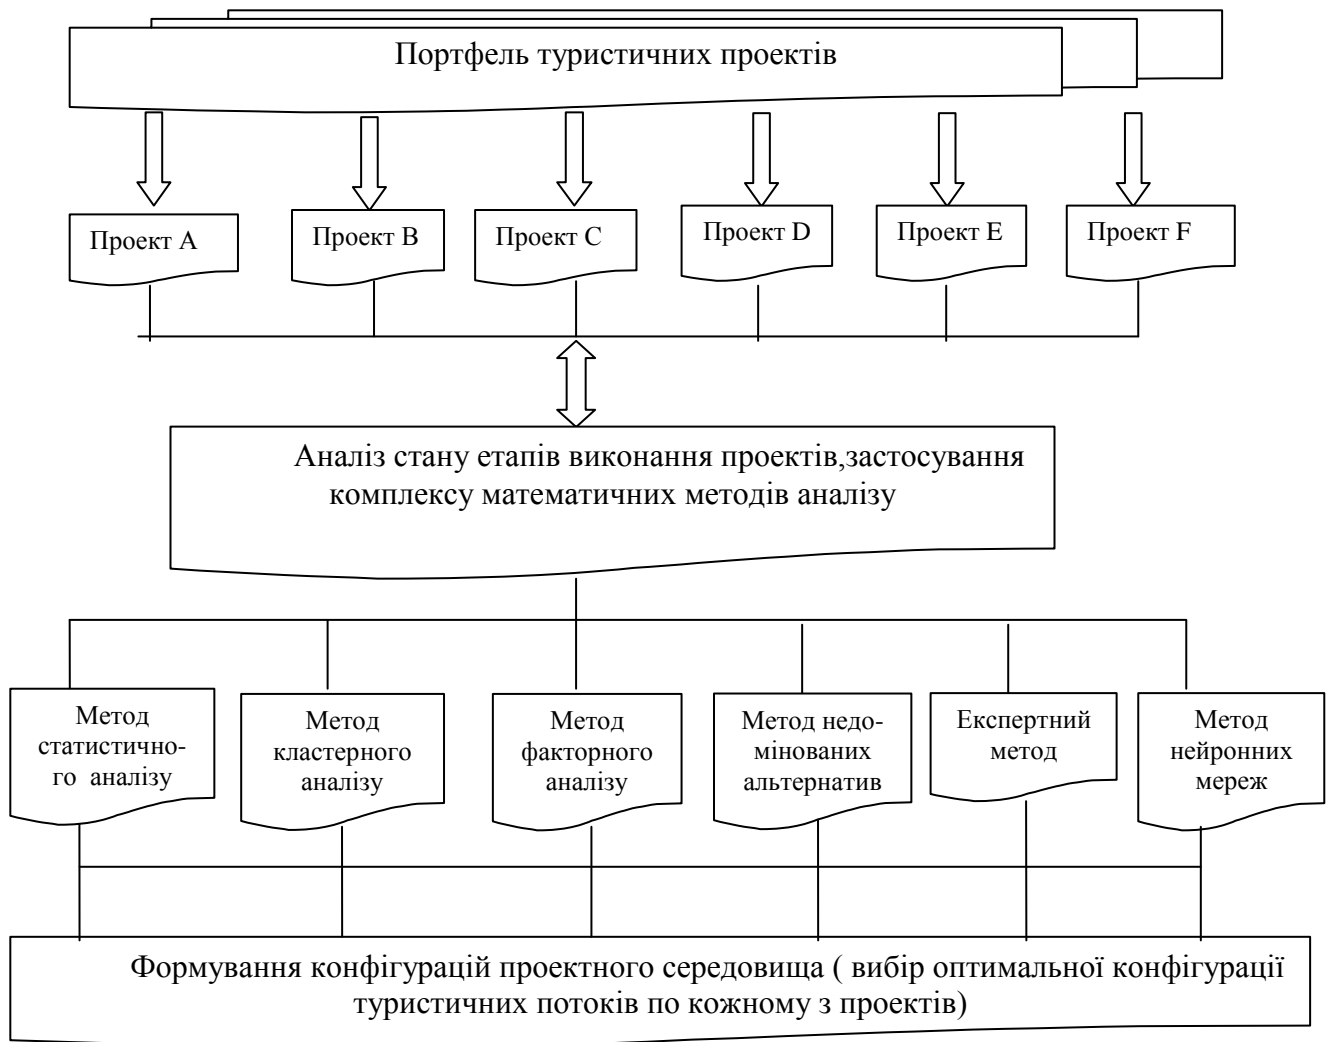 Портфель туристичних проектів
Проект A
Проект B
Проект C
Проект D
Проект E
Проект F
Аналіз стану етапів виконання проектів,застосування
комплексу математичних методів аналізу
Метод
статистично-
го аналізу
Метод
кластерного
аналізу
Метод
факторного
аналізу
Метод недо-
мінованих
альтернатив
Експертний
метод
Метод
нейронних
мереж
Формування конфігурацій проектного середовища ( вибір оптимальної конфігурації
туристичних потоків по кожному з проектів)